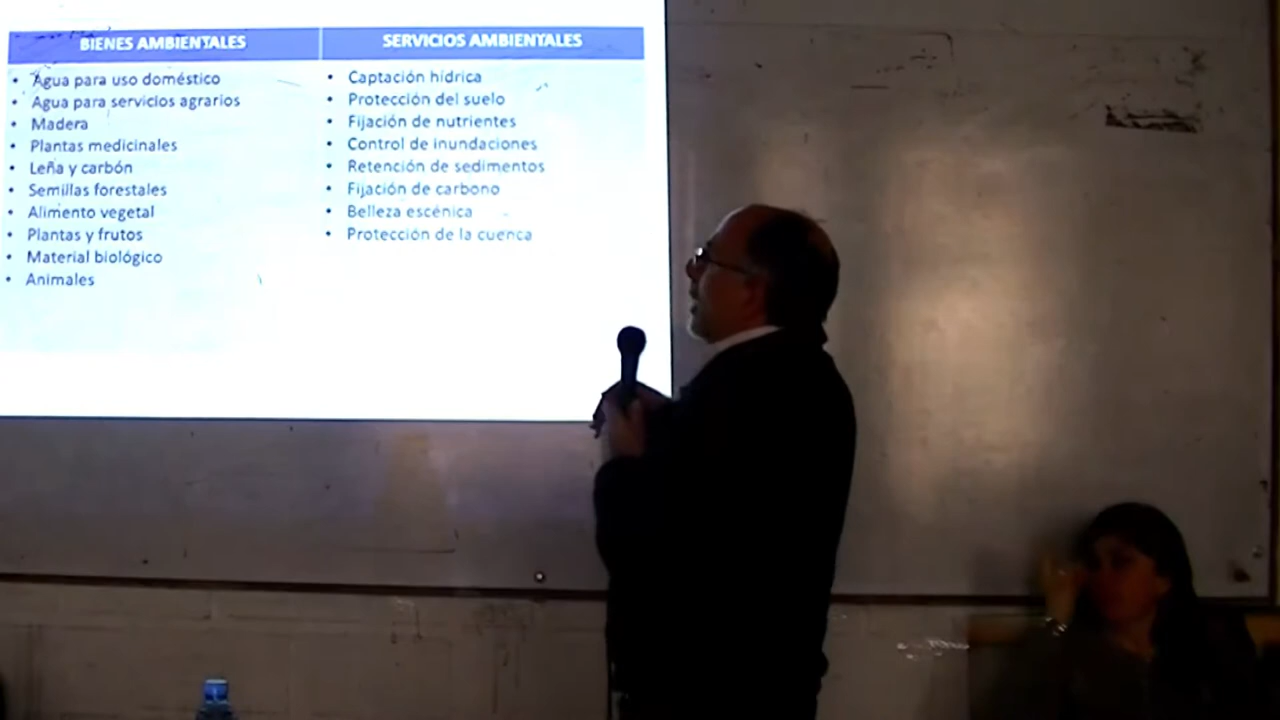 BIENES AMBIENTALES
• Agua para uso doméstico
• Agua para servicios agrarios
• Madera
• Plantas medicinales
• Leña y carbón
• Semillas forestales
• Alimento vegetal
• Plantas y frutos
• Material biológico
• Animales
SERVICIOS AMBIENTALES
• Captación hídrica
• Protección del suelo
• Fijación de nutrientes
• Control de inundaciones
• Retención de sedimentos
• Fijación de carbono
• Belleza escénica
• Protección de la cuenca